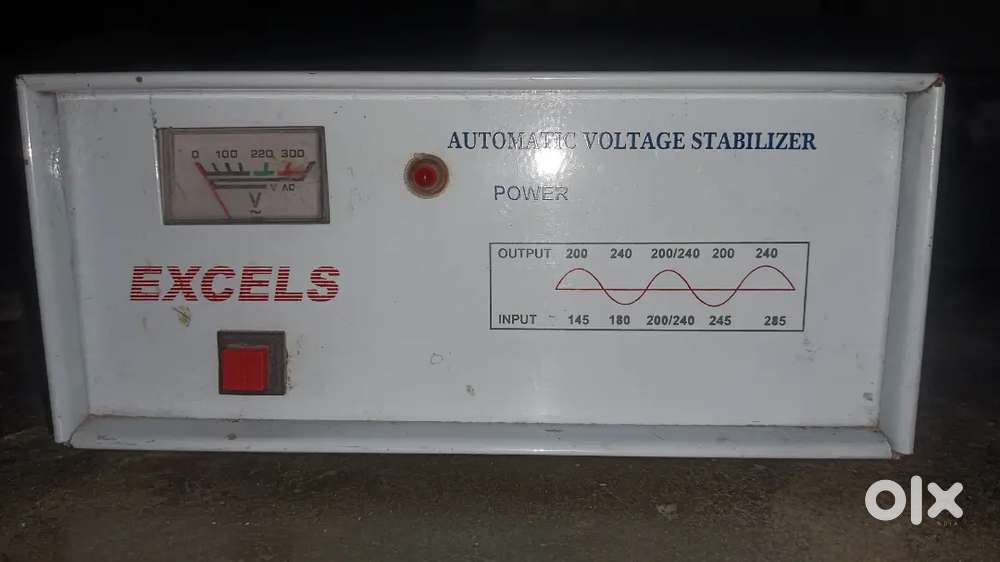 0 100 220 300
V AC
V
~
AUTOMATIC VOLTAGE STABILIZER
POWER
EXCELS
OUTPUT 200 240 200/240 200 240
INPUT 145 180 200/240 245 285
olx
INDIA